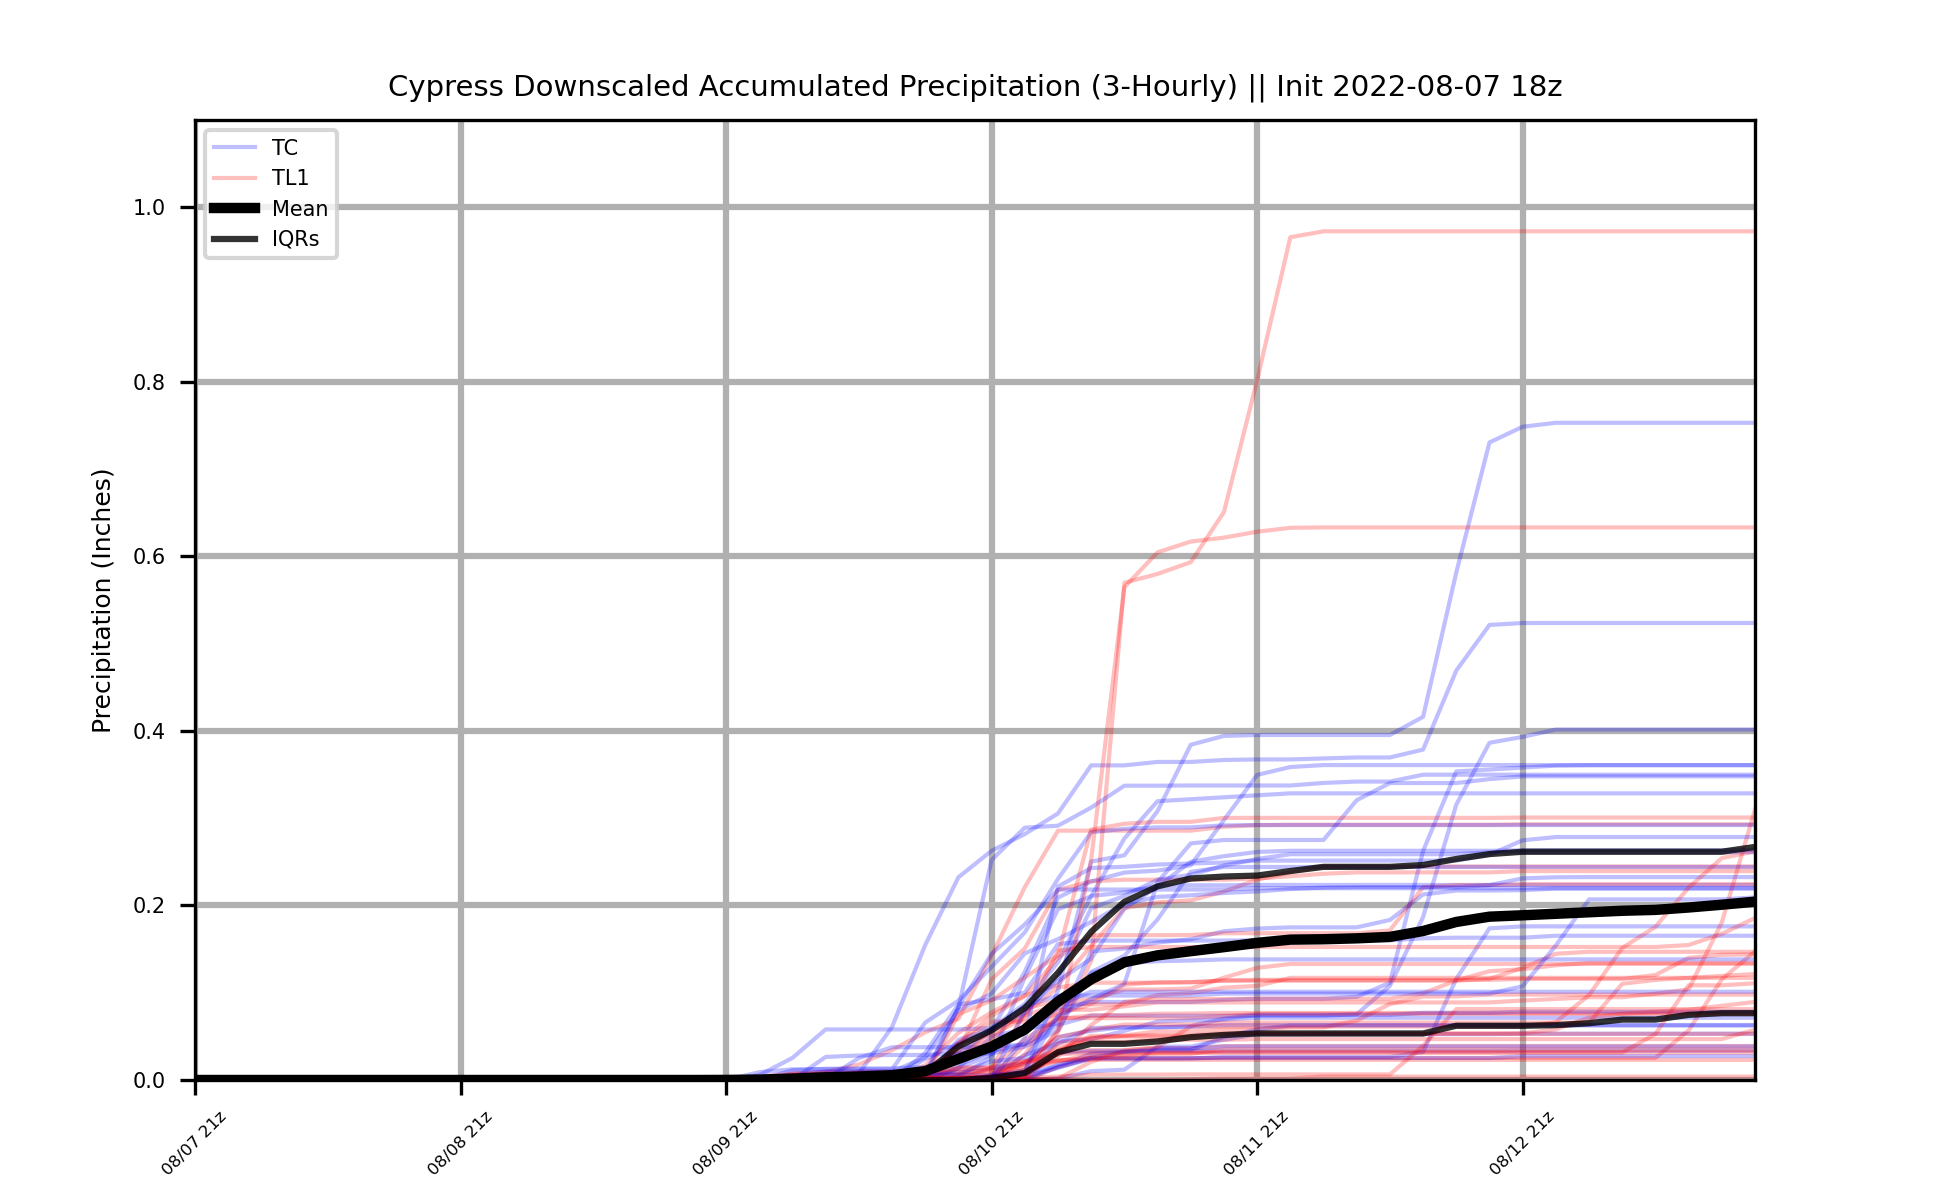 Cypress Downscaled Accumulated Precipitation (3-Hourly) || Init 2022-08-07 18z
TC
TL1
Mean
IQRs
Precipitation (Inches)
1.0
0.8
0.6
0.4
0.2
0.0
08/07 21z
08/08 21z
08/09 21z
08/10 21z
08/11 21z
08/12 21z